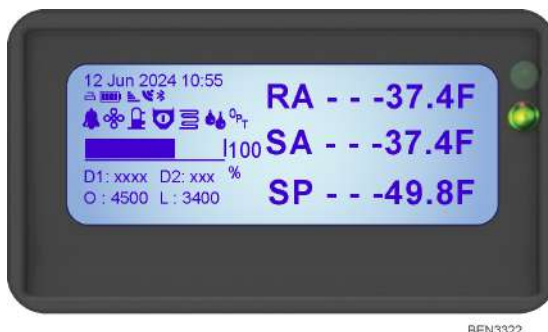 12 Jun 2024 10:55
RA - - -37.4F
OPT
100 SA - - -37.4F
%
D1: xxxx D2: xxx
O : 4500 L : 3400
SP - - -49.8F
BEN3322